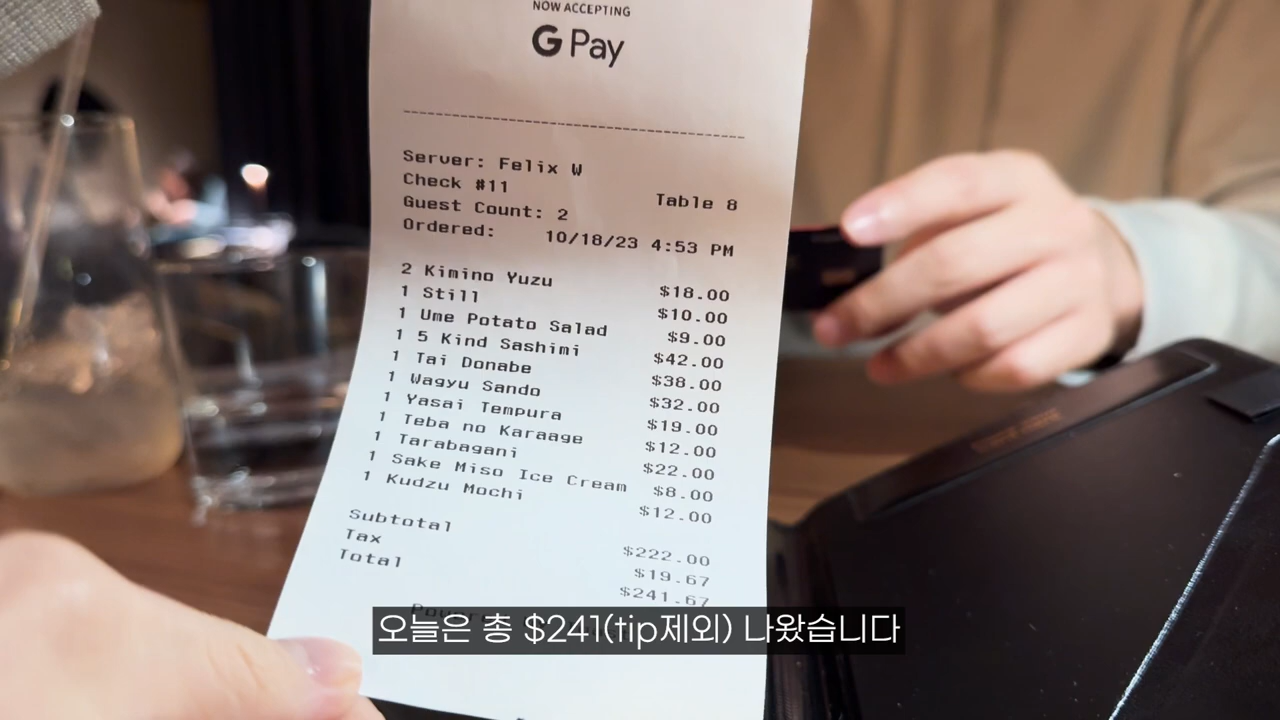 NOW ACCEPTING
G Pay
Server: Felix W
Check #11 Table 8
Guest Count: 2
Ordered: 10/18/23 4:53 PM
2 Kimino Yuzu $18.00
1 Still $10.00
1 Ume Potato Salad $9.00
1 5 Kind Sashimi $42.00
1 Tai Donabe $38.00
1 Wagyu Sando $32.00
1 Yasai Tempura $19.00
1 Teba no Karaage $12.00
1 Tarabagani $22.00
1 Sake Miso Ice Cream $8.00
1 Kudzu Mochi $12.00
Subtotal $222.00
Tax $19.67
Total $241.67
오늘은 총 $241(tip제외) 나왔습니다